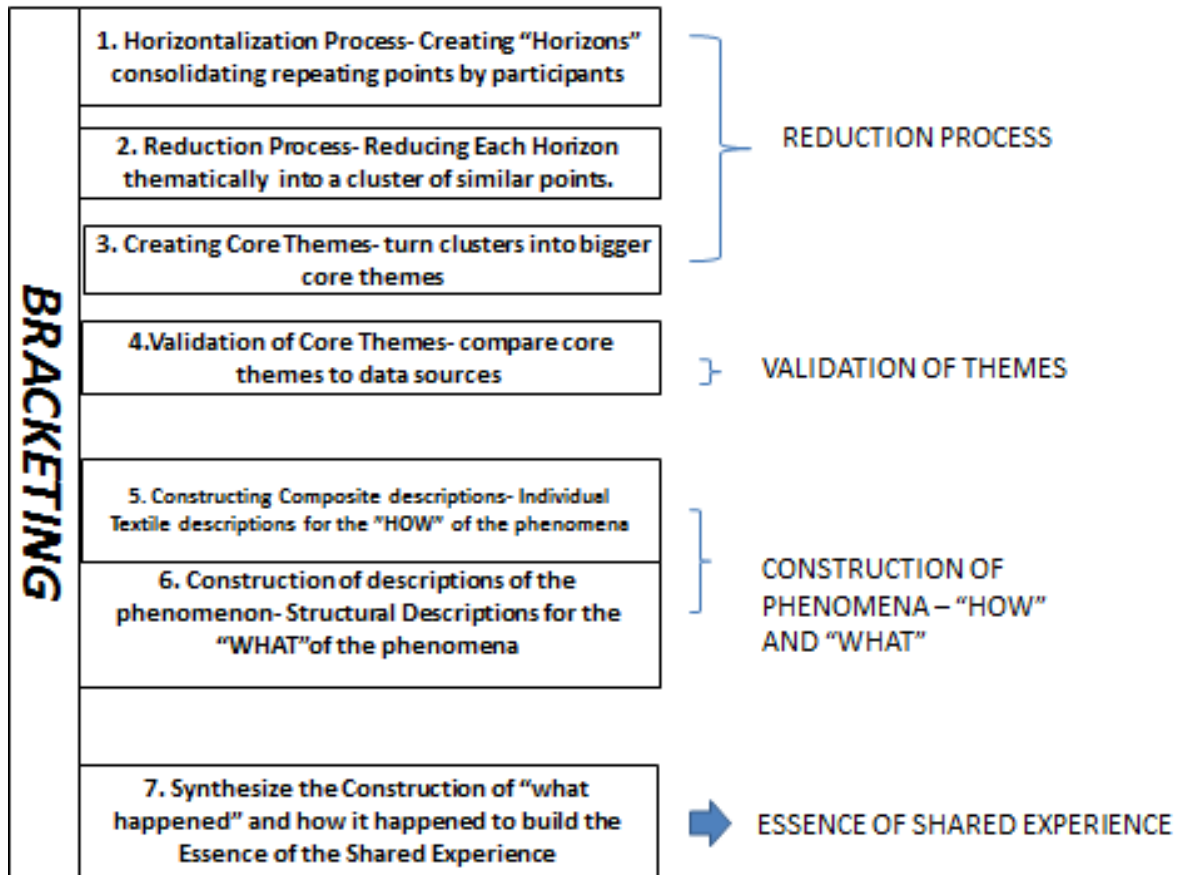 BRACKETING
1. Horizontalization Process- Creating “Horizons”
consolidating repeating points by participants
2. Reduction Process- Reducing Each Horizon
thematically into a cluster of similar points.
3. Creating Core Themes- turn clusters into bigger
core themes
REDUCTION PROCESS
4.Validation of Core Themes- compare core
themes to data sources
VALIDATION OF THEMES
5. Constructing Composite descriptions- Individual
Textile descriptions for the ”HOW” of the phenomena
6. Construction of descriptions of the
phenomenon- Structural Descriptions for the
“WHAT”of the phenomena
CONSTRUCTION OF
PHENOMENA – “HOW”
AND “WHAT”
7. Synthesize the Construction of “what
happened” and how it happened to build the
Essence of the Shared Experience
ESSENCE OF SHARED EXPERIENCE